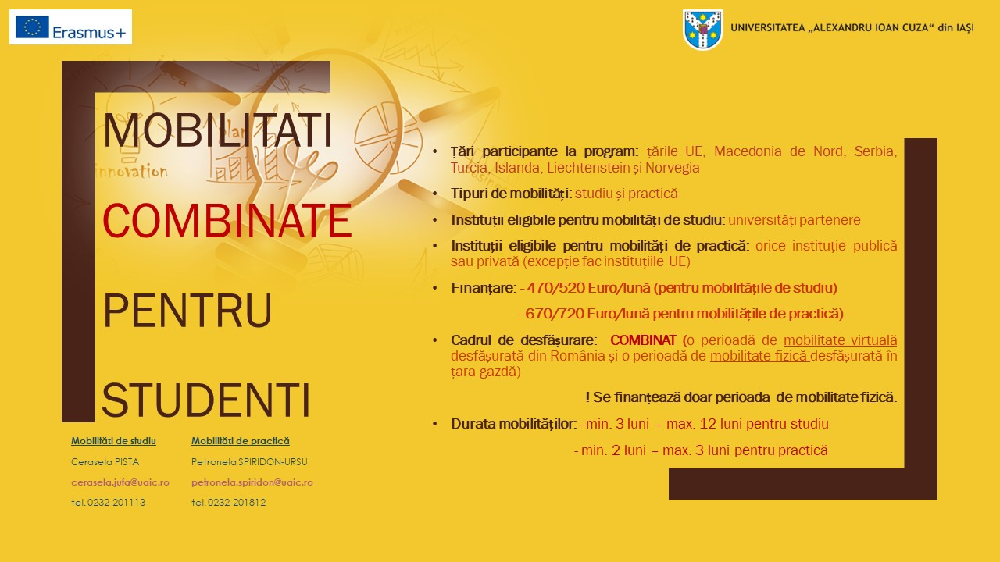 Erasmus+
UNIVERSITATEA „ALEXANDRU IOAN CUZA“ din IAȘI
MOBILITATI
COMBINATE
PENTRU
STUDENTI
plan
innovation
• Țări participante la program: țările UE, Macedonia de Nord, Serbia,
Turcia, Islanda, Liechtenstein și Norvegia
• Tipuri de mobilități: studiu și practică
• Instituții eligibile pentru mobilități de studiu: universități partenere
• Instituții eligibile pentru mobilități de practică: orice instituție publică
sau privată (excepție fac instituțiile UE)
• Finanțare: - 470/520 Euro/lună (pentru mobilitățile de studiu)
- 670/720 Euro/lună pentru mobilitățile de practică)
• Cadrul de desfășurare: COMBINAT (o perioadă de mobilitate virtuală
desfășurată din România și o perioadă de mobilitate fizică desfășurată în
țara gazdă)
! Se finanțează doar perioada de mobilitate fizică.
• Durata mobilităților: - min. 3 luni – max. 12 luni pentru studiu
- min. 2 luni – max. 3 luni pentru practică
Mobilităti de studiu
Cerasela PISTA
cerasela.jufa@uaic.ro
tel. 0232-201113
Mobilităti de practică
Petronela SPIRIDON-URSU
petronela.spiridon@uaic.ro
tel. 0232-201812